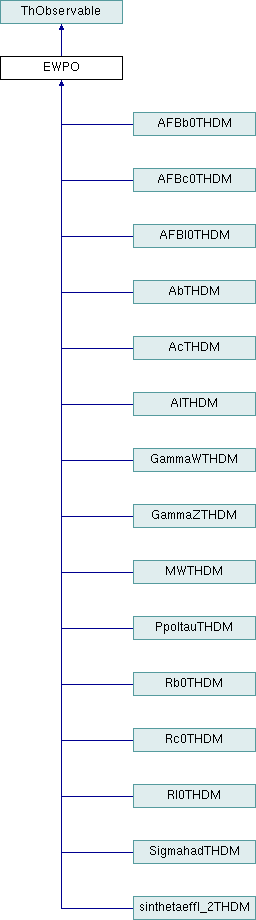 ThObservable
EWPO
AFBb0THDM
AFBc0THDM
AFBl0THDM
AbTHDM
AcTHDM
AlTHDM
GammaWTHDM
GammaZTHDM
MWTHDM
PpoltauTHDM
Rb0THDM
Rc0THDM
Rl0THDM
SigmahadTHDM
sinthetaeffl_2THDM